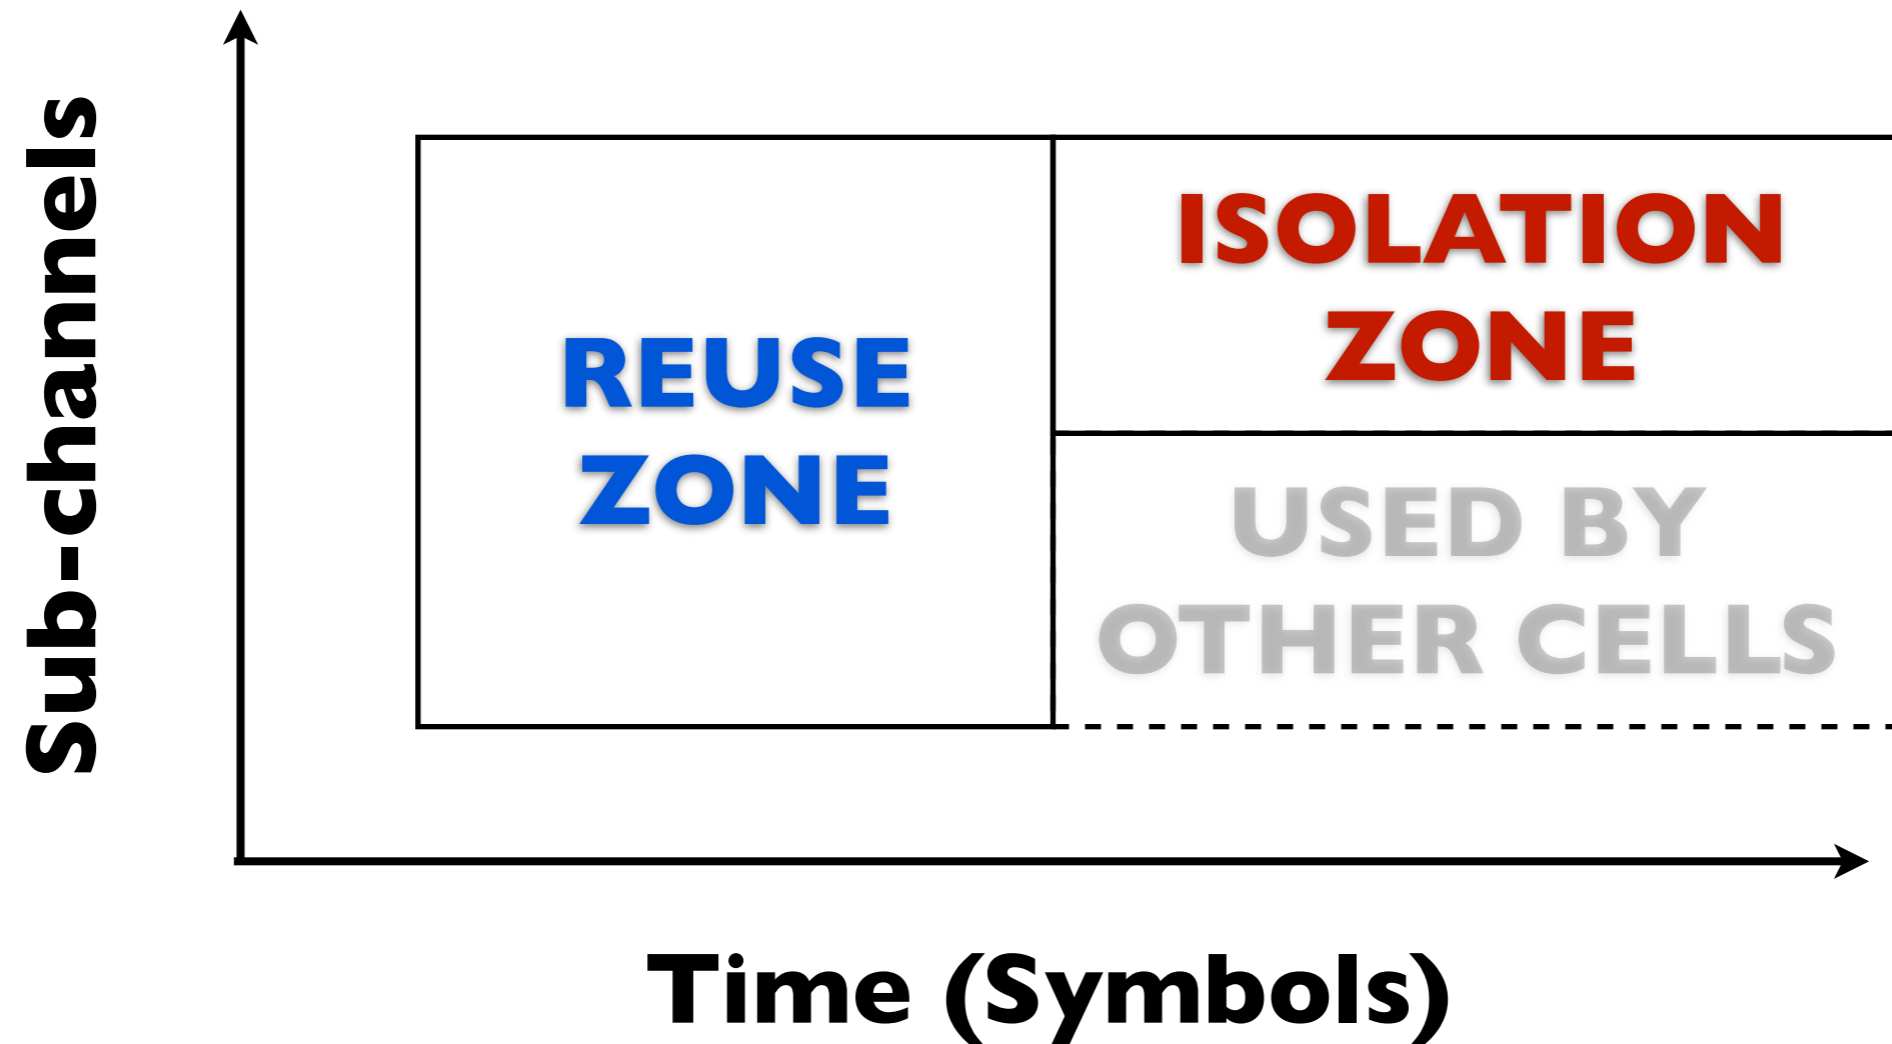 Sub-channels
REUSE
ZONE
ISOLATION
ZONE
USED BY
OTHER CELLS
Time (Symbols)